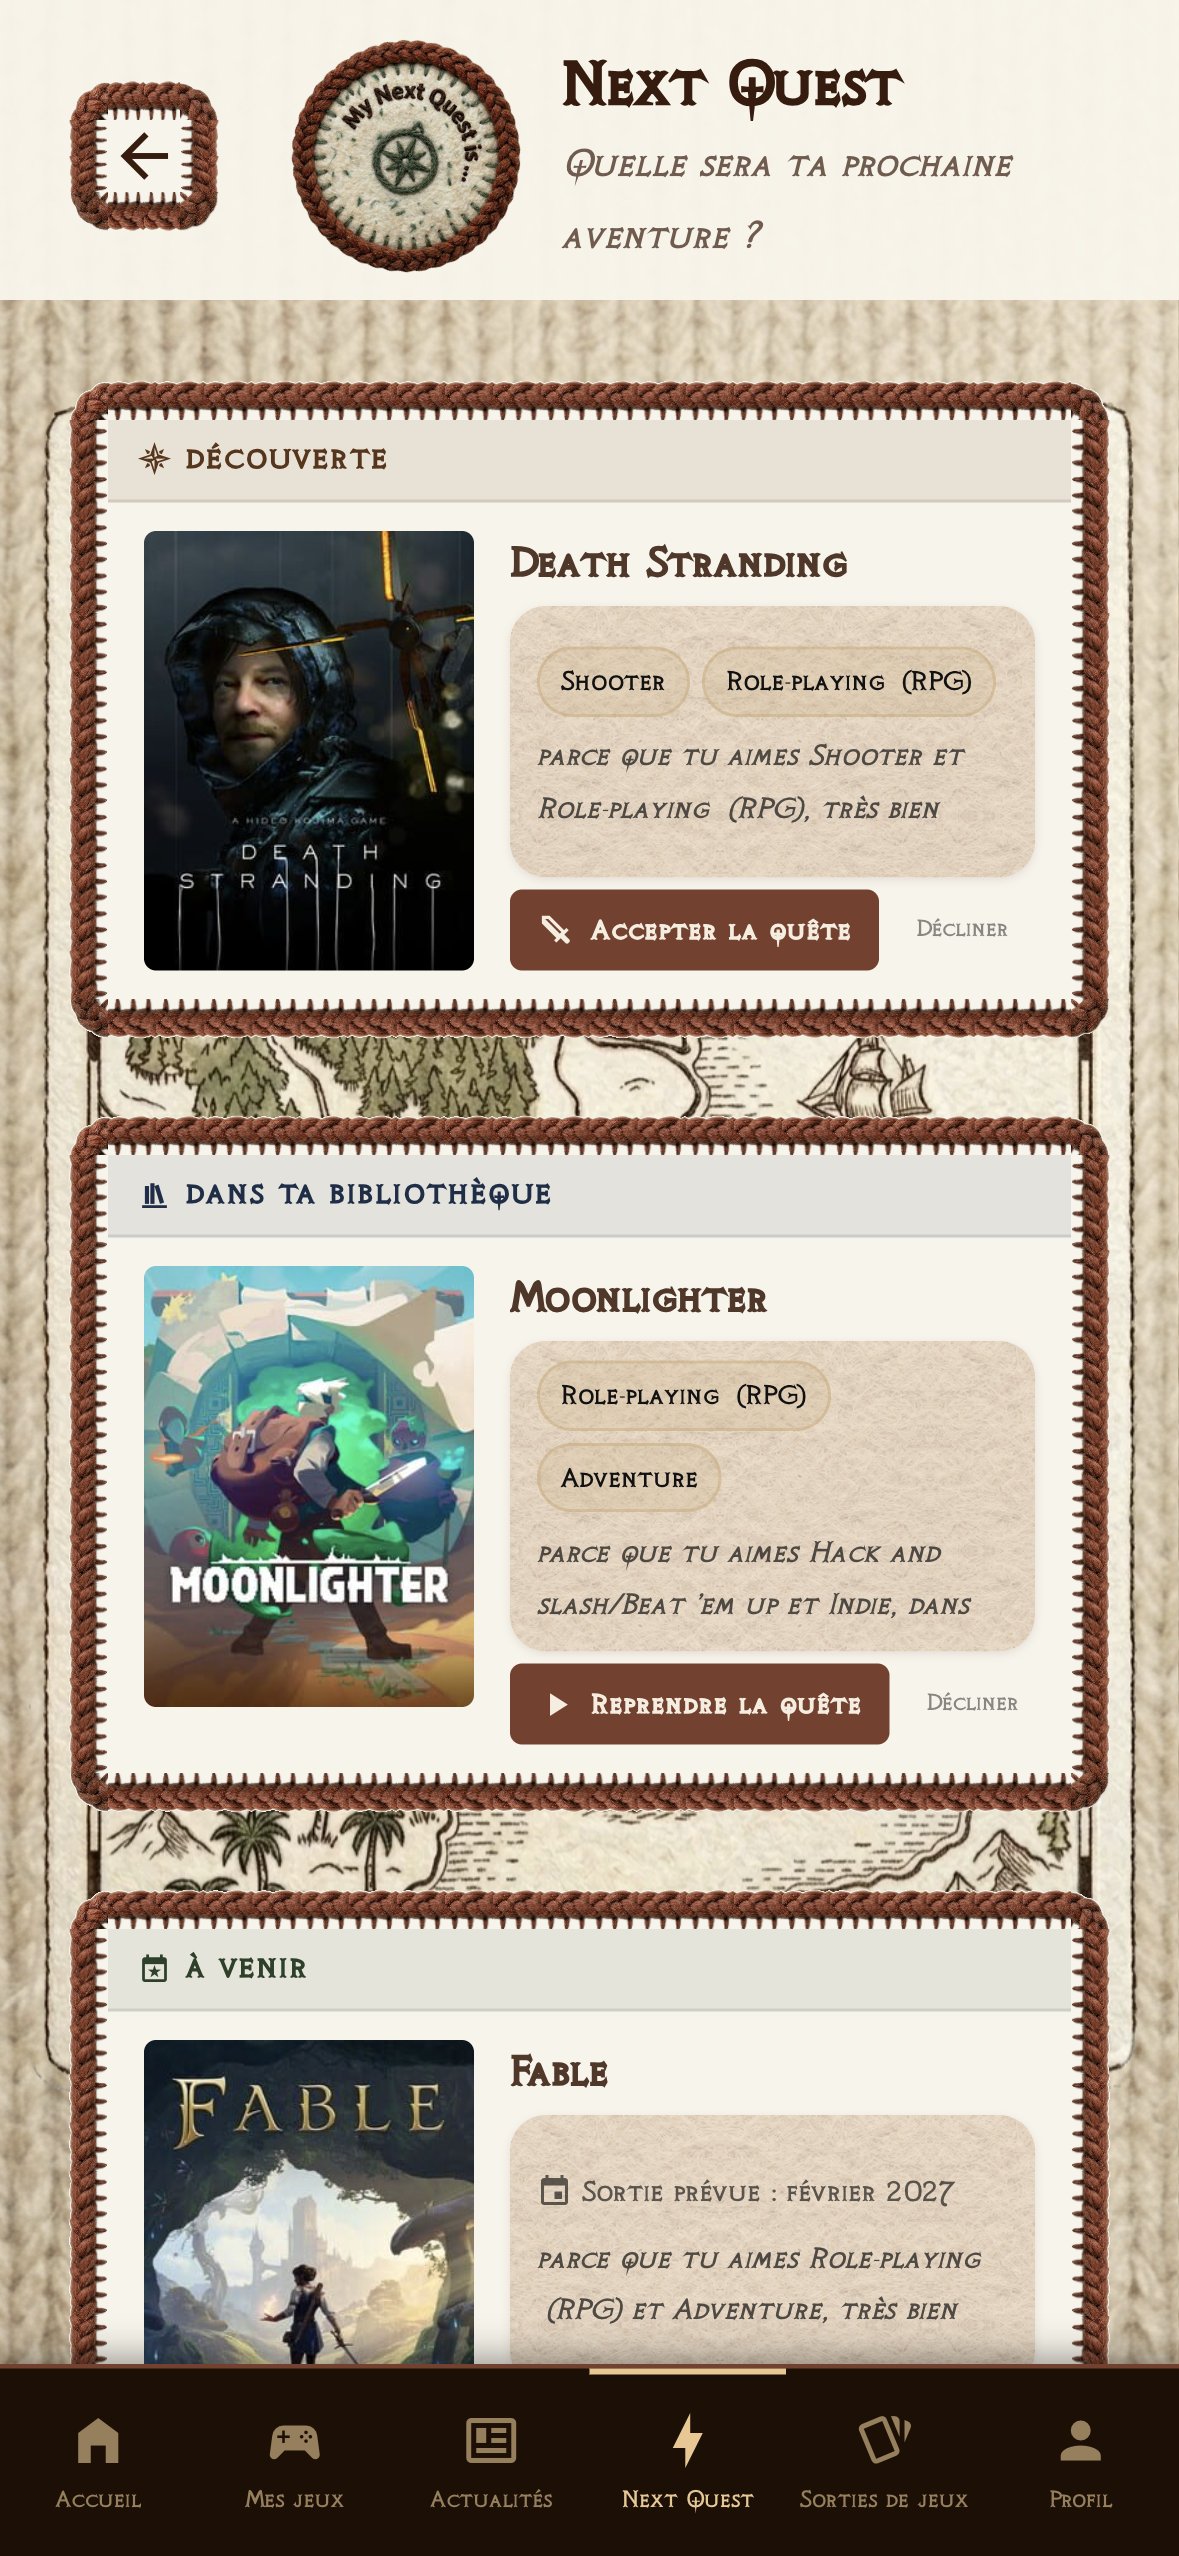 My Next Quest is ...
Next Quest
Quelle sera ta prochaine
aventure ?
DÉCOUVERTE
Death Stranding
Shooter
Role-playing (RPG)
parce que tu aimes Shooter et
Role-playing (RPG), très bien
A HIDEO KOJIMA GAME
DEATH
STRANDING
Accepter la quête
Décliner
DANS TA BIBLIOTHÈQUE
Moonlighter
Role-playing (RPG)
Adventure
parce que tu aimes Hack and
slash/Beat 'em up et Indie, dans
MOONLIGHTER
Reprendre la quête
Décliner
À VENIR
Fable
FABLE
Sortie prévue : février 2027
parce que tu aimes Role-playing
(RPG) et Adventure, très bien
Accueil
Mes jeux
Actualités
Next Quest
Sorties de jeux
Profil